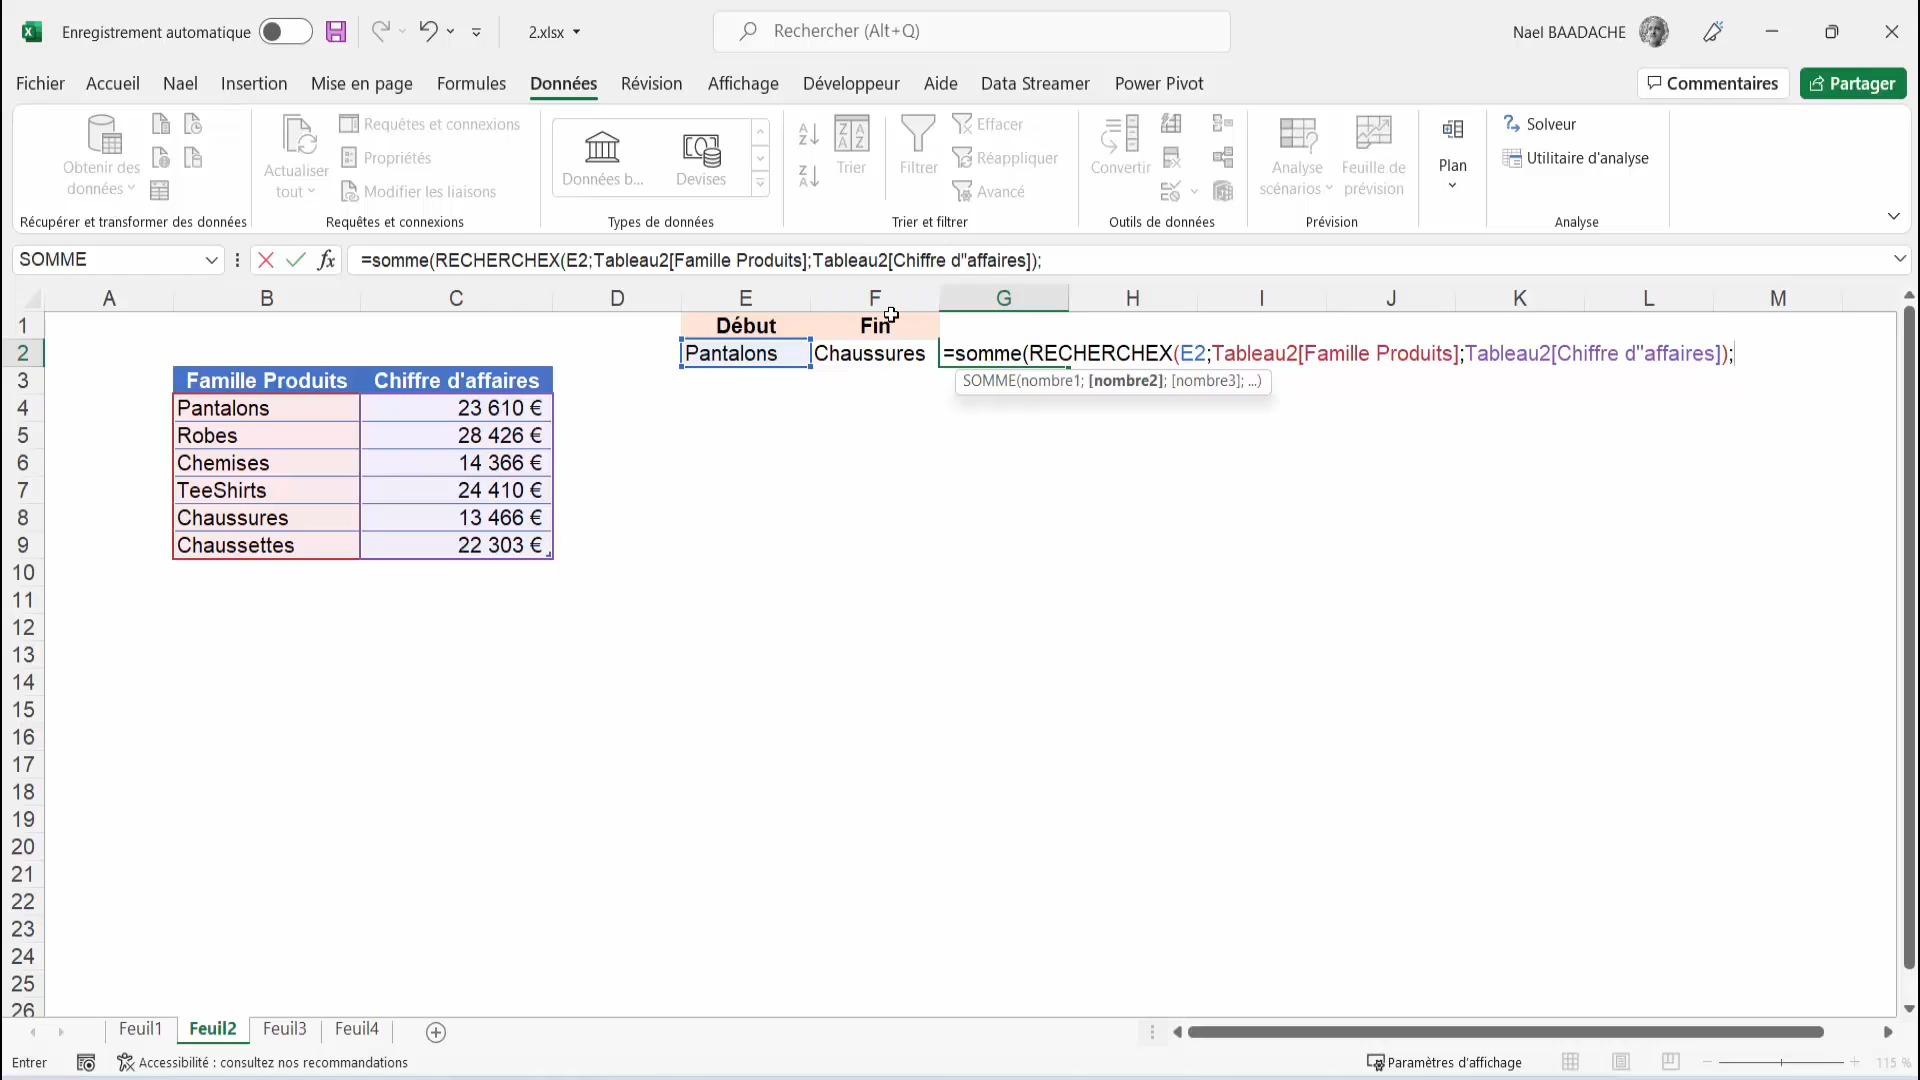 Enregistrement automatique
2.xlsx
Rechercher (Alt+Q)
Nael BAADACHE
Fichier Accueil Nael Insertion Mise en page Formules Données Révision Affichage Développeur Aide Data Streamer Power Pivot
Commentaires
Partager
Obtenir des
données
Récupérer et transformer des données
Actualiser
tout
Requêtes et connexions
Propriétés
Modifier les liaisons
Requêtes et connexions
Données b...
Devises
Types de données
Trier
Filtrer
Effacer
Réappliquer
Avancé
Trier et filtrer
Convertir
Outils de données
Analyse
scénarios
Feuille de
prévision
Prévision
Plan
Solveur
Utilitaire d'analyse
Analyse
SOMME
fx
=somme(RECHERCHEX(E2;Tableau2[Famille Produits];Tableau2[Chiffre d''affaires]);
A B C D E F G H I J K L M
1 Début Fin
2 Pantalons Chaussures =somme(RECHERCHEX(E2;Tableau2[Famille Produits];Tableau2[Chiffre d''affaires]);
SOMME(nombre1; [nombre2]; [nombre3]; ...)
3 Famille Produits Chiffre d'affaires
4 Pantalons 23 610 €
5 Robes 28 426 €
6 Chemises 14 366 €
7 TeeShirts 24 410 €
8 Chaussures 13 466 €
9 Chaussettes 22 303 €
10
11
12
13
14
15
16
17
18
19
20
21
22
23
24
25
26
Feuil1 Feuil2 Feuil3 Feuil4
Entrer
Accessibilité : consultez nos recommandations
Paramètres d'affichage
115 %